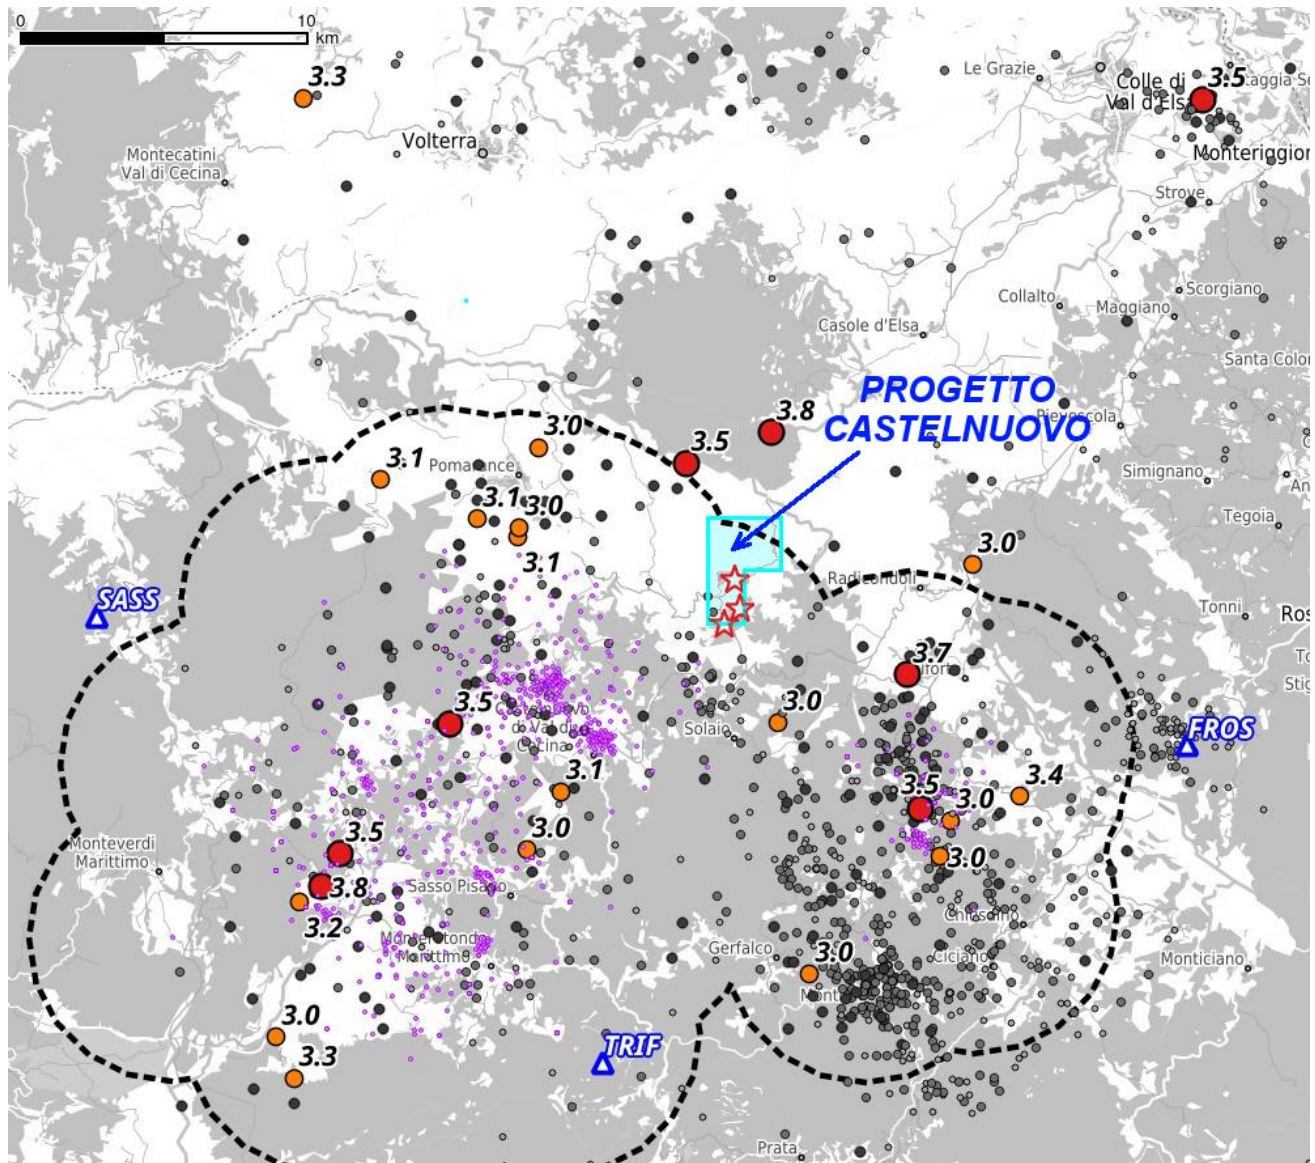 0 10
km
3.3
Le Grazie
Colle di
Val d'Elsa
3.5
Volterra
Montecatini
Val di Cecina
Strove
Scorgiano
Collalto
Maggiano
Casole d'Elsa
PROGETTO
CASTELNUOVO
3.8
3.5
3.0
3.1
Pomarance
Pievescola
Simignano
3.1
3.0
3.1
Tegoia
3.0
Radicondoli
SASS
Tonni
3.7
3.5
3.0
Solaio
FROS
3.1
3.5
3.0
3.4
3.0
3.5
3.0
Monteverdi
Marittimo
3.8
Sasso Pisano
3.2
Chiusdino
Monterotondo
Marittimo
Gerfalco
Ciciano
Monticiano
3.0
3.0
3.3
TRIF
Prata